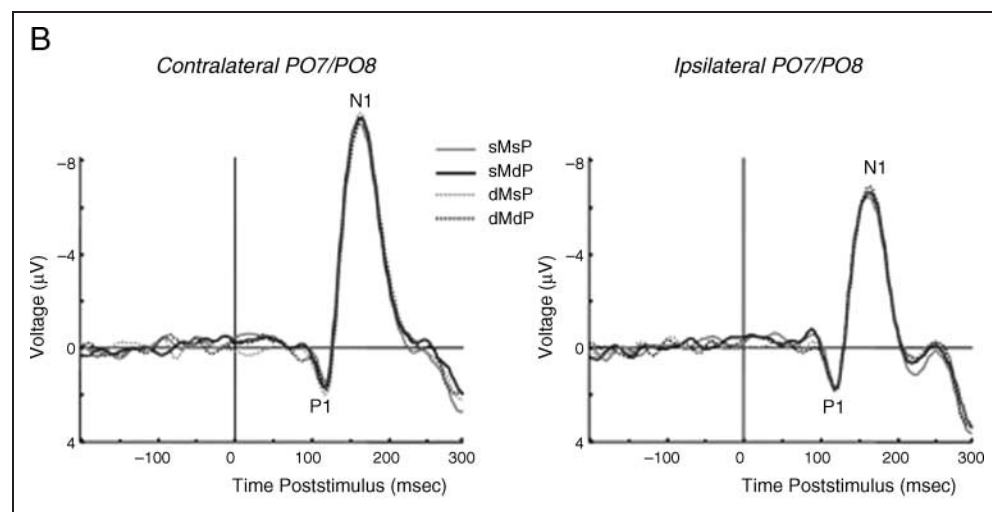 B
Contralateral PO7/PO8
Ipsilateral PO7/PO8
N1
N1
sMsP
sMdP
dMsP
dMdP
Voltage (µV)
−8
−4
0
4
P1
−100
0
100
200
300
Time Poststimulus (msec)
Voltage (µV)
−8
−4
0
4
P1
−100
0
100
200
300
Time Poststimulus (msec)